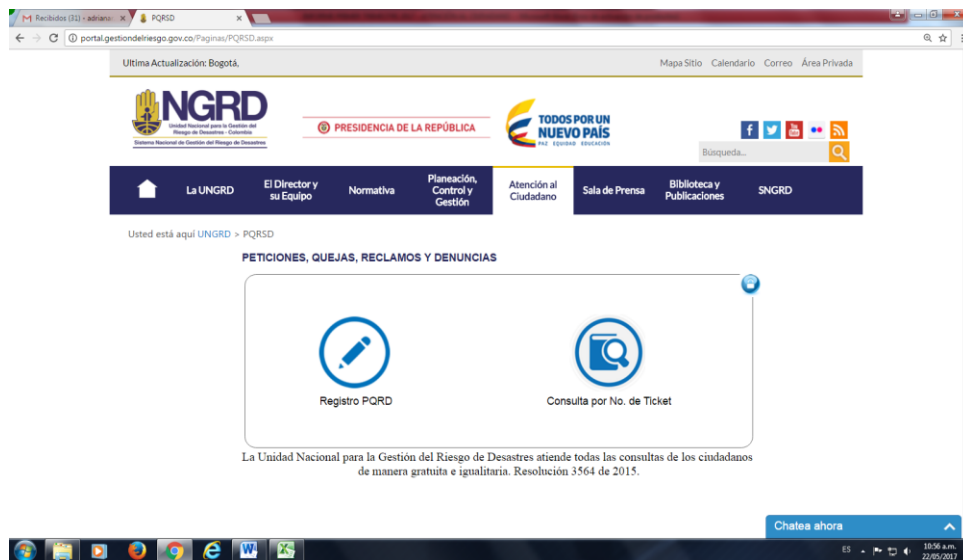 Recibidos (31) - adriana
PQRSD
portal.gestiondelriesgo.gov.co/Paginas/PQRSD.aspx
Ultima Actualización: Bogotá,
Mapa Sitio Calendario Correo Área Privada
NGRD
Unidad Nacional para la Gestión del
Riesgo de Desastres - Colombia
Sistema Nacional de Gestión del Riesgo de Desastres
PRESIDENCIA DE LA REPÚBLICA
TODOS POR UN
NUEVO PAÍS
PAZ EQUIDAD EDUCACIÓN
Búsqueda...
La UNGRD
El Director y
su Equipo
Normativa
Planeación,
Control y
Gestión
Atención al
Ciudadano
Sala de Prensa
Biblioteca y
Publicaciones
SNGRD
Usted está aquí UNGRD > PQRSD
PETICIONES, QUEJAS, RECLAMOS Y DENUNCIAS
Registro PQRD
Consulta por No. de Ticket
La Unidad Nacional para la Gestión del Riesgo de Desastres atiende todas las consultas de los ciudadanos
de manera gratuita e igualitaria. Resolución 3564 de 2015.
Chatea ahora
ES
10:56 a.m.
22/05/2017